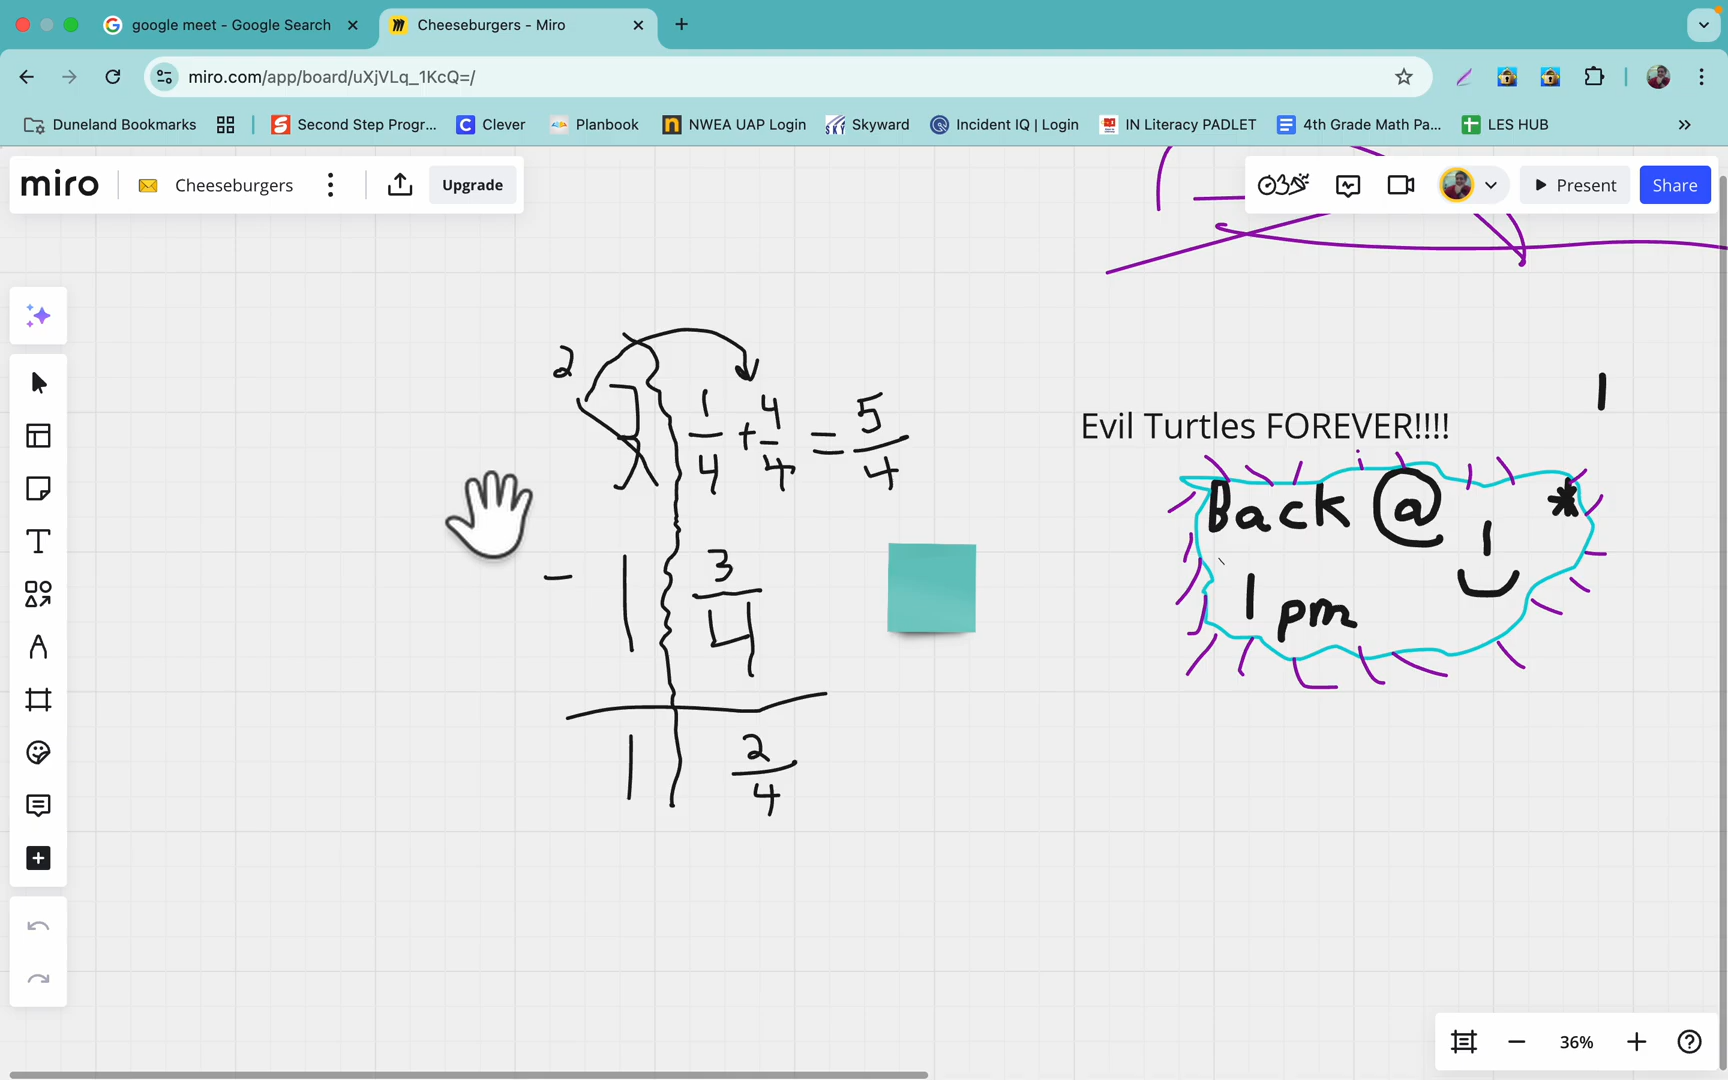 google meet - Google Search
Cheeseburgers - Miro
miro.com/app/board/uXjVLq_1KcQ=/
Duneland Bookmarks
Second Step Progr...
Clever
Planbook
NWEA UAP Login
Skyward
Incident IQ | Login
IN Literacy PADLET
4th Grade Math Pa...
LES HUB
miro
Cheeseburgers
Upgrade
Present
Share
2
3 1/4 + 4/4 = 5/4
- 1 3/4
1 2/4
1
Evil Turtles FOREVER!!!!
Back @ *
1 pm
36%